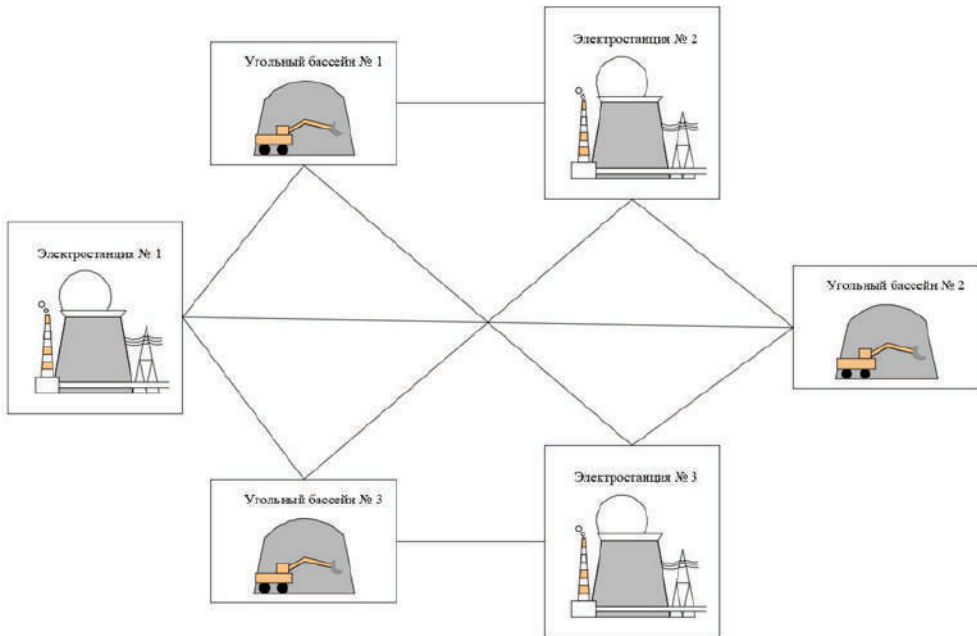 Электростанция № 2
Угольный бассейн № 1
Электростанция № 1
Угольный бассейн № 2
Электростанция № 3
Угольный бассейн № 3